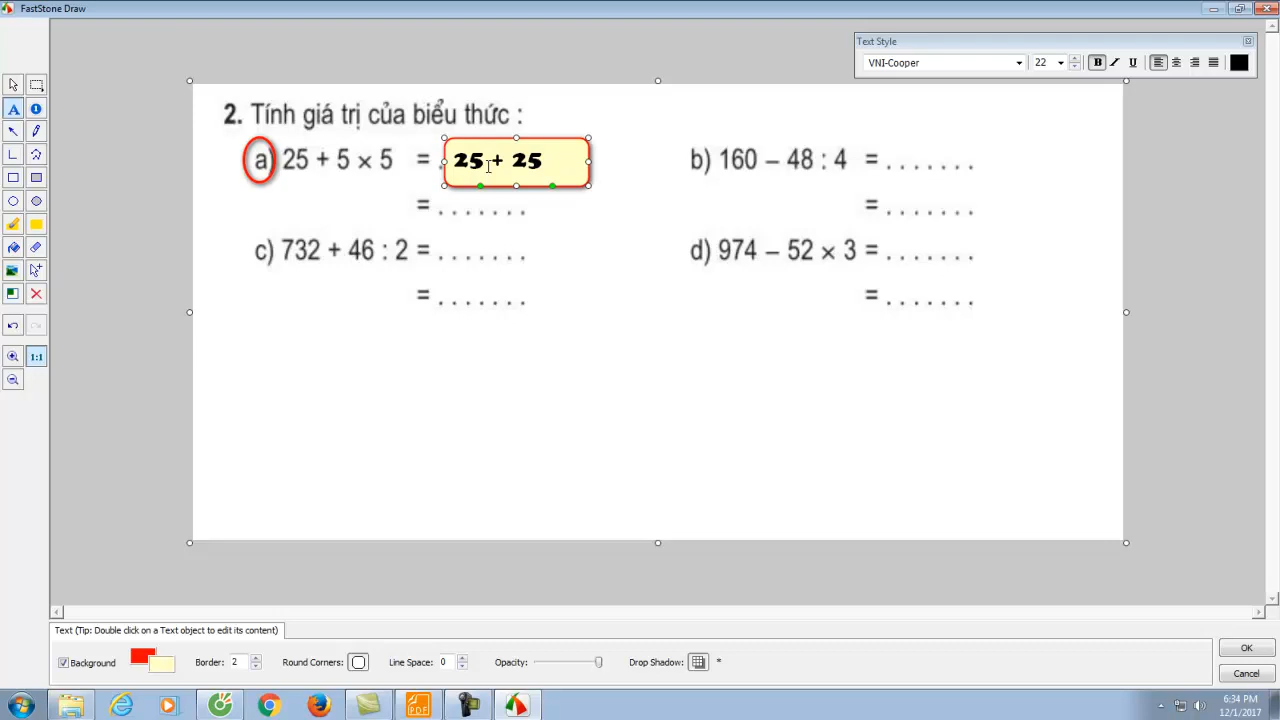 FastStone Draw
Text Style
VNI-Cooper 22 B I U
2. Tính giá trị của biểu thức :
a) 25 + 5 × 5 = 25 + 25
= . . . . . . .
b) 160 – 48 : 4 = . . . . . . .
= . . . . . . .
c) 732 + 46 : 2 = . . . . . . .
= . . . . . . .
d) 974 – 52 × 3 = . . . . . . .
= . . . . . . .
A
1:1
Text (Tip: Double click on a Text object to edit its content)
Background Border: 2 Round Corners: Line Space: 0 Opacity: Drop Shadow: *
OK
Cancel
PDF
6:34 PM
12/1/2017